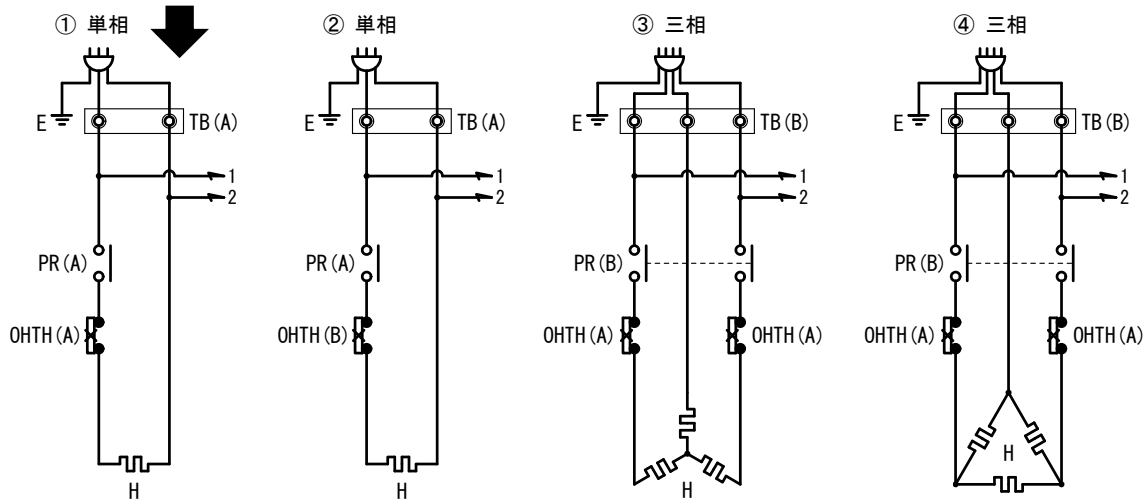 ① 単相
E
TB(A)
1
2
PR(A)
OHTH(A)
H
② 単相
E
TB(A)
1
2
PR(A)
OHTH(B)
H
③ 三相
E
TB(B)
1
2
PR(B)
OHTH(A)
OHTH(A)
H
④ 三相
E
TB(B)
1
2
PR(B)
OHTH(A)
OHTH(A)
H